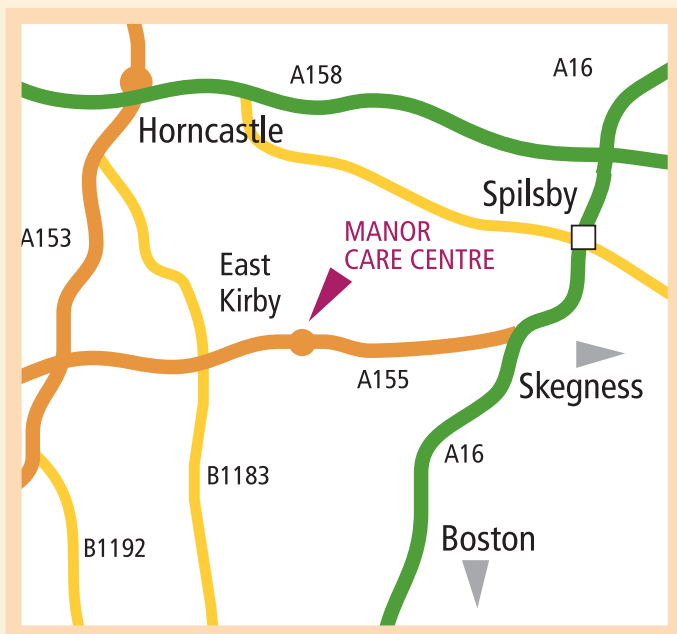 A158
A16
Horncastle
Spilsby
A153
MANOR
CARE CENTRE
East
Kirby
A155
Skegness
A16
B1183
Boston
B1192